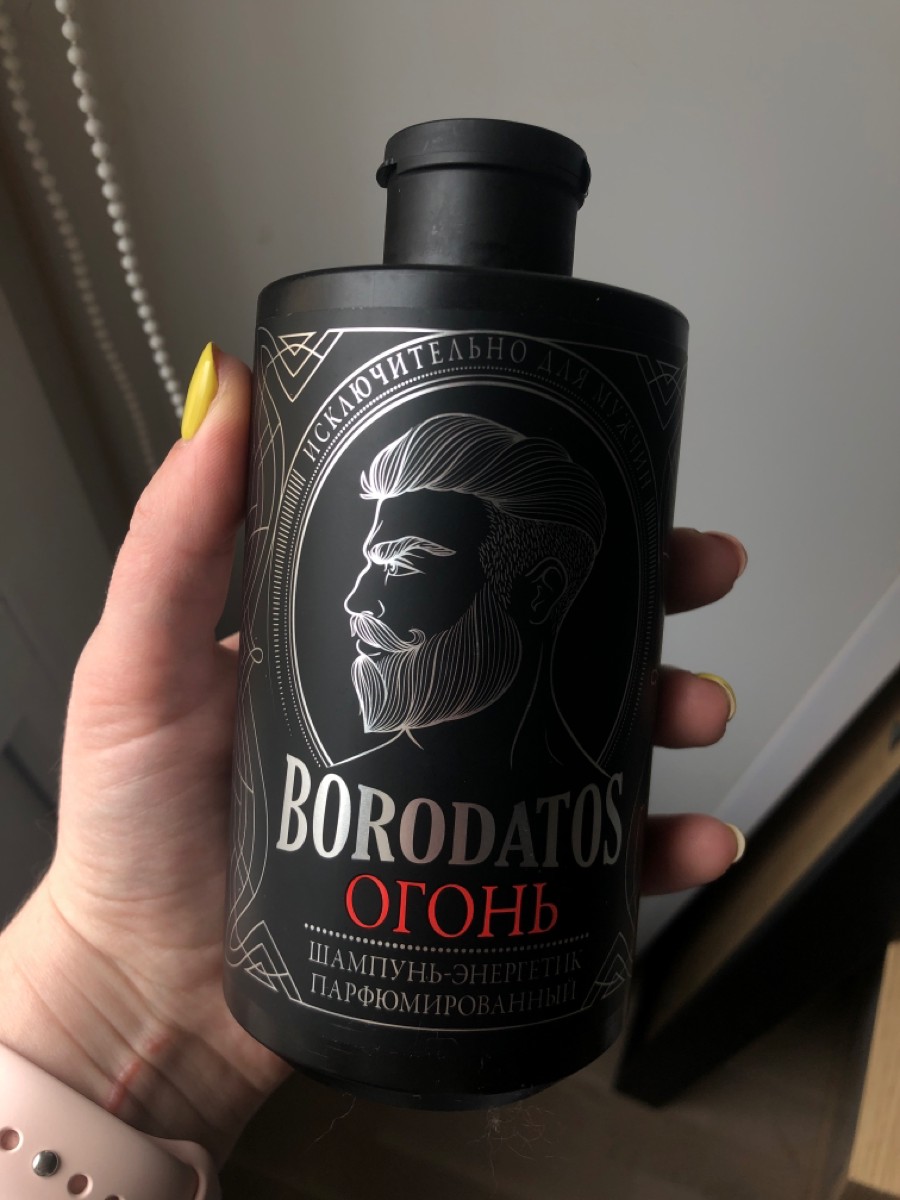 ИСКЛЮЧИТЕЛЬНО ДЛЯ МУЖЧИН
BORODATOS
ОГОНЬ
ШАМПУНЬ-ЭНЕРГЕТИК
ПАРФЮМИРОВАННЫЙ